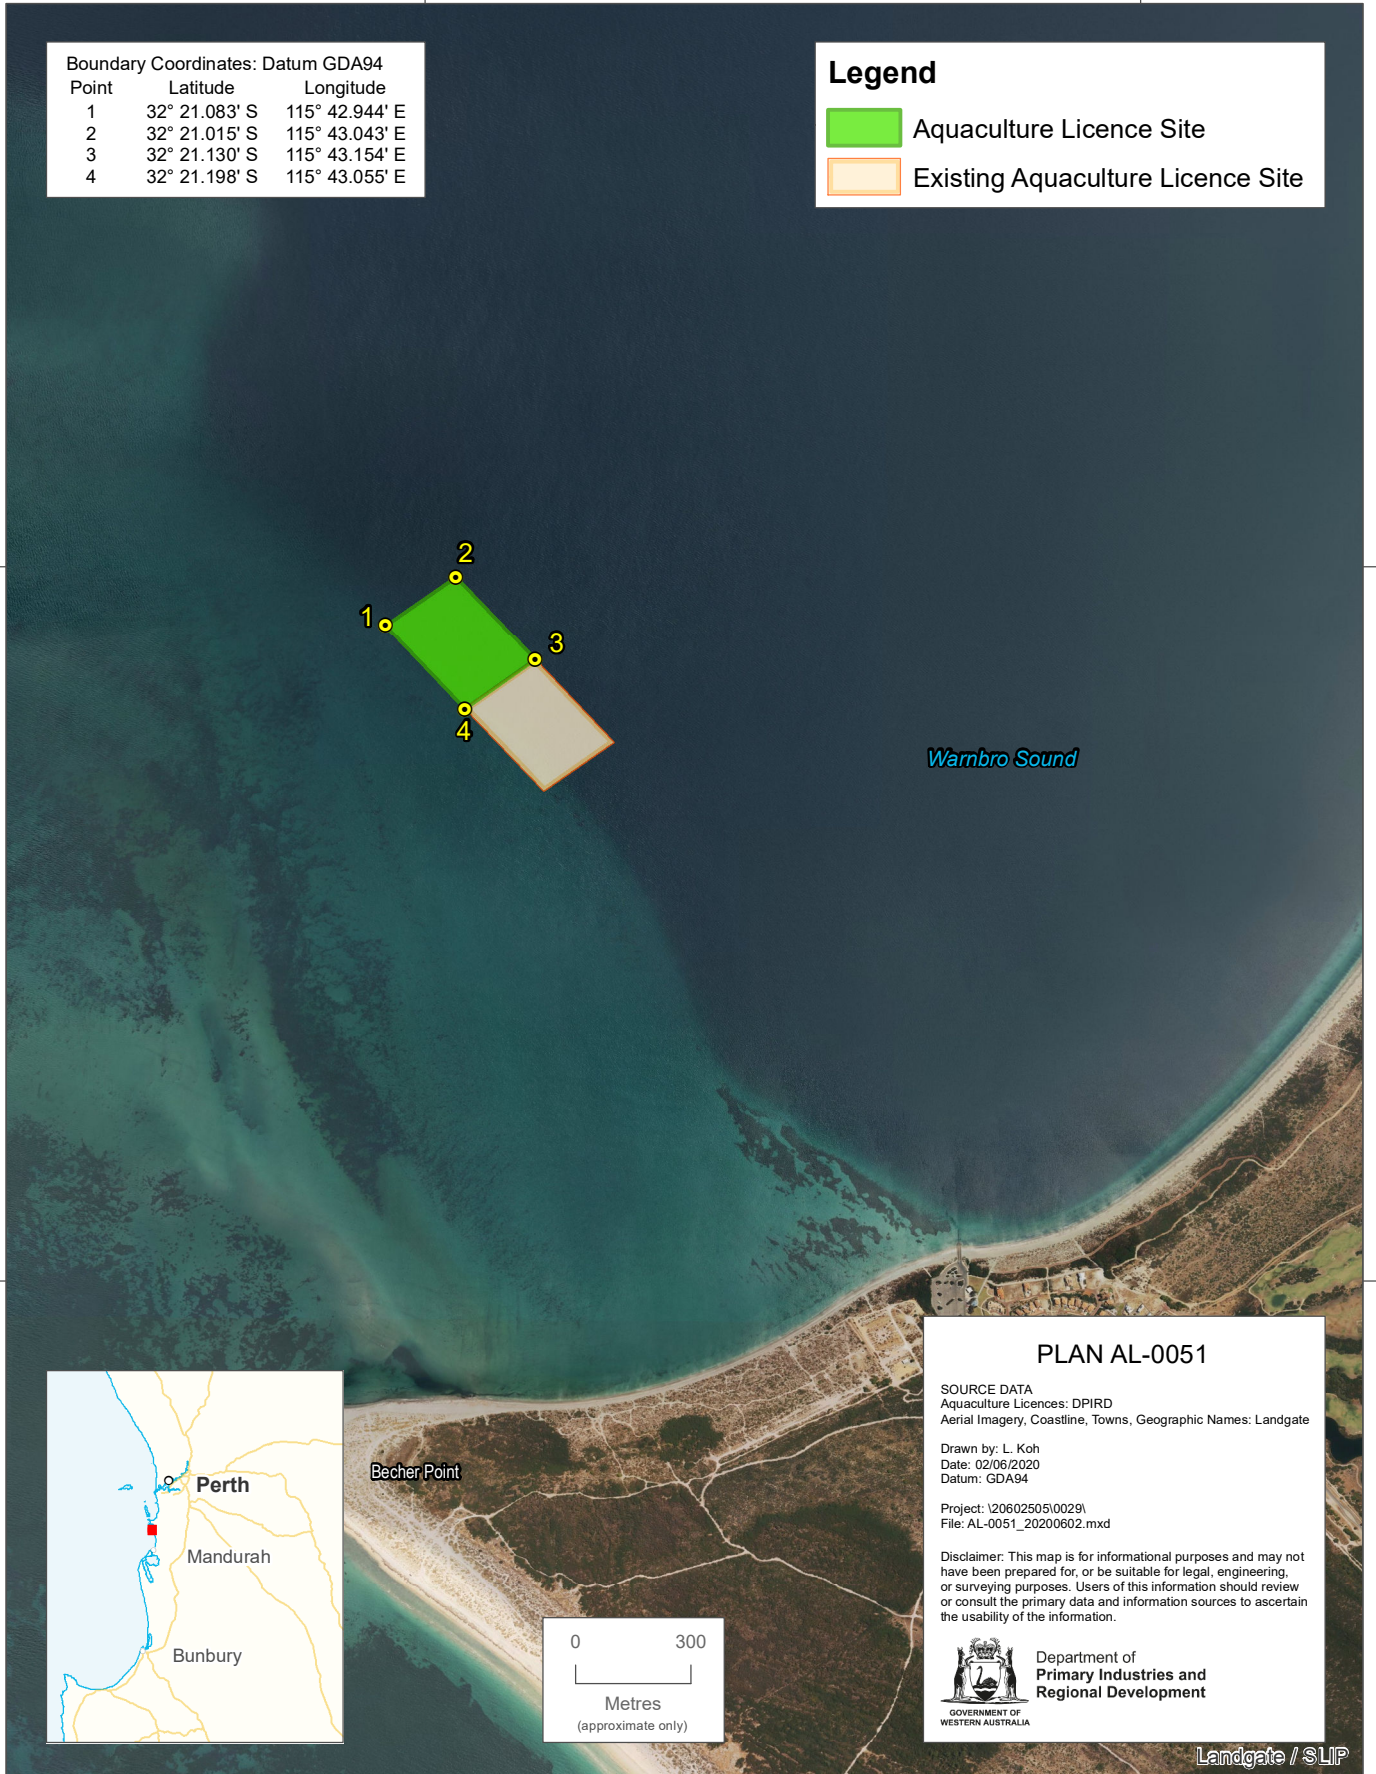 Boundary Coordinates: Datum GDA94
Point Latitude Longitude
1 32° 21.083' S 115° 42.944' E
2 32° 21.015' S 115° 43.043' E
3 32° 21.130' S 115° 43.154' E
4 32° 21.198' S 115° 43.055' E
Legend
Aquaculture Licence Site
Existing Aquaculture Licence Site
2
1
3
4
Warnbro Sound
Becher Point
Perth
Mandurah
Bunbury
0 300
Metres
(approximate only)
PLAN AL-0051
SOURCE DATA
Aquaculture Licences: DPIRD
Aerial Imagery, Coastline, Towns, Geographic Names: Landgate
Drawn by: L. Koh
Date: 02/06/2020
Datum: GDA94
Project: \20602505\0029\
File: AL-0051_20200602.mxd
Disclaimer: This map is for informational purposes and may not
have been prepared for, or be suitable for legal, engineering,
or surveying purposes. Users of this information should review
or consult the primary data and information sources to ascertain
the usability of the information.
GOVERNMENT OF
WESTERN AUSTRALIA
Department of
Primary Industries and
Regional Development
Landgate / SLIP